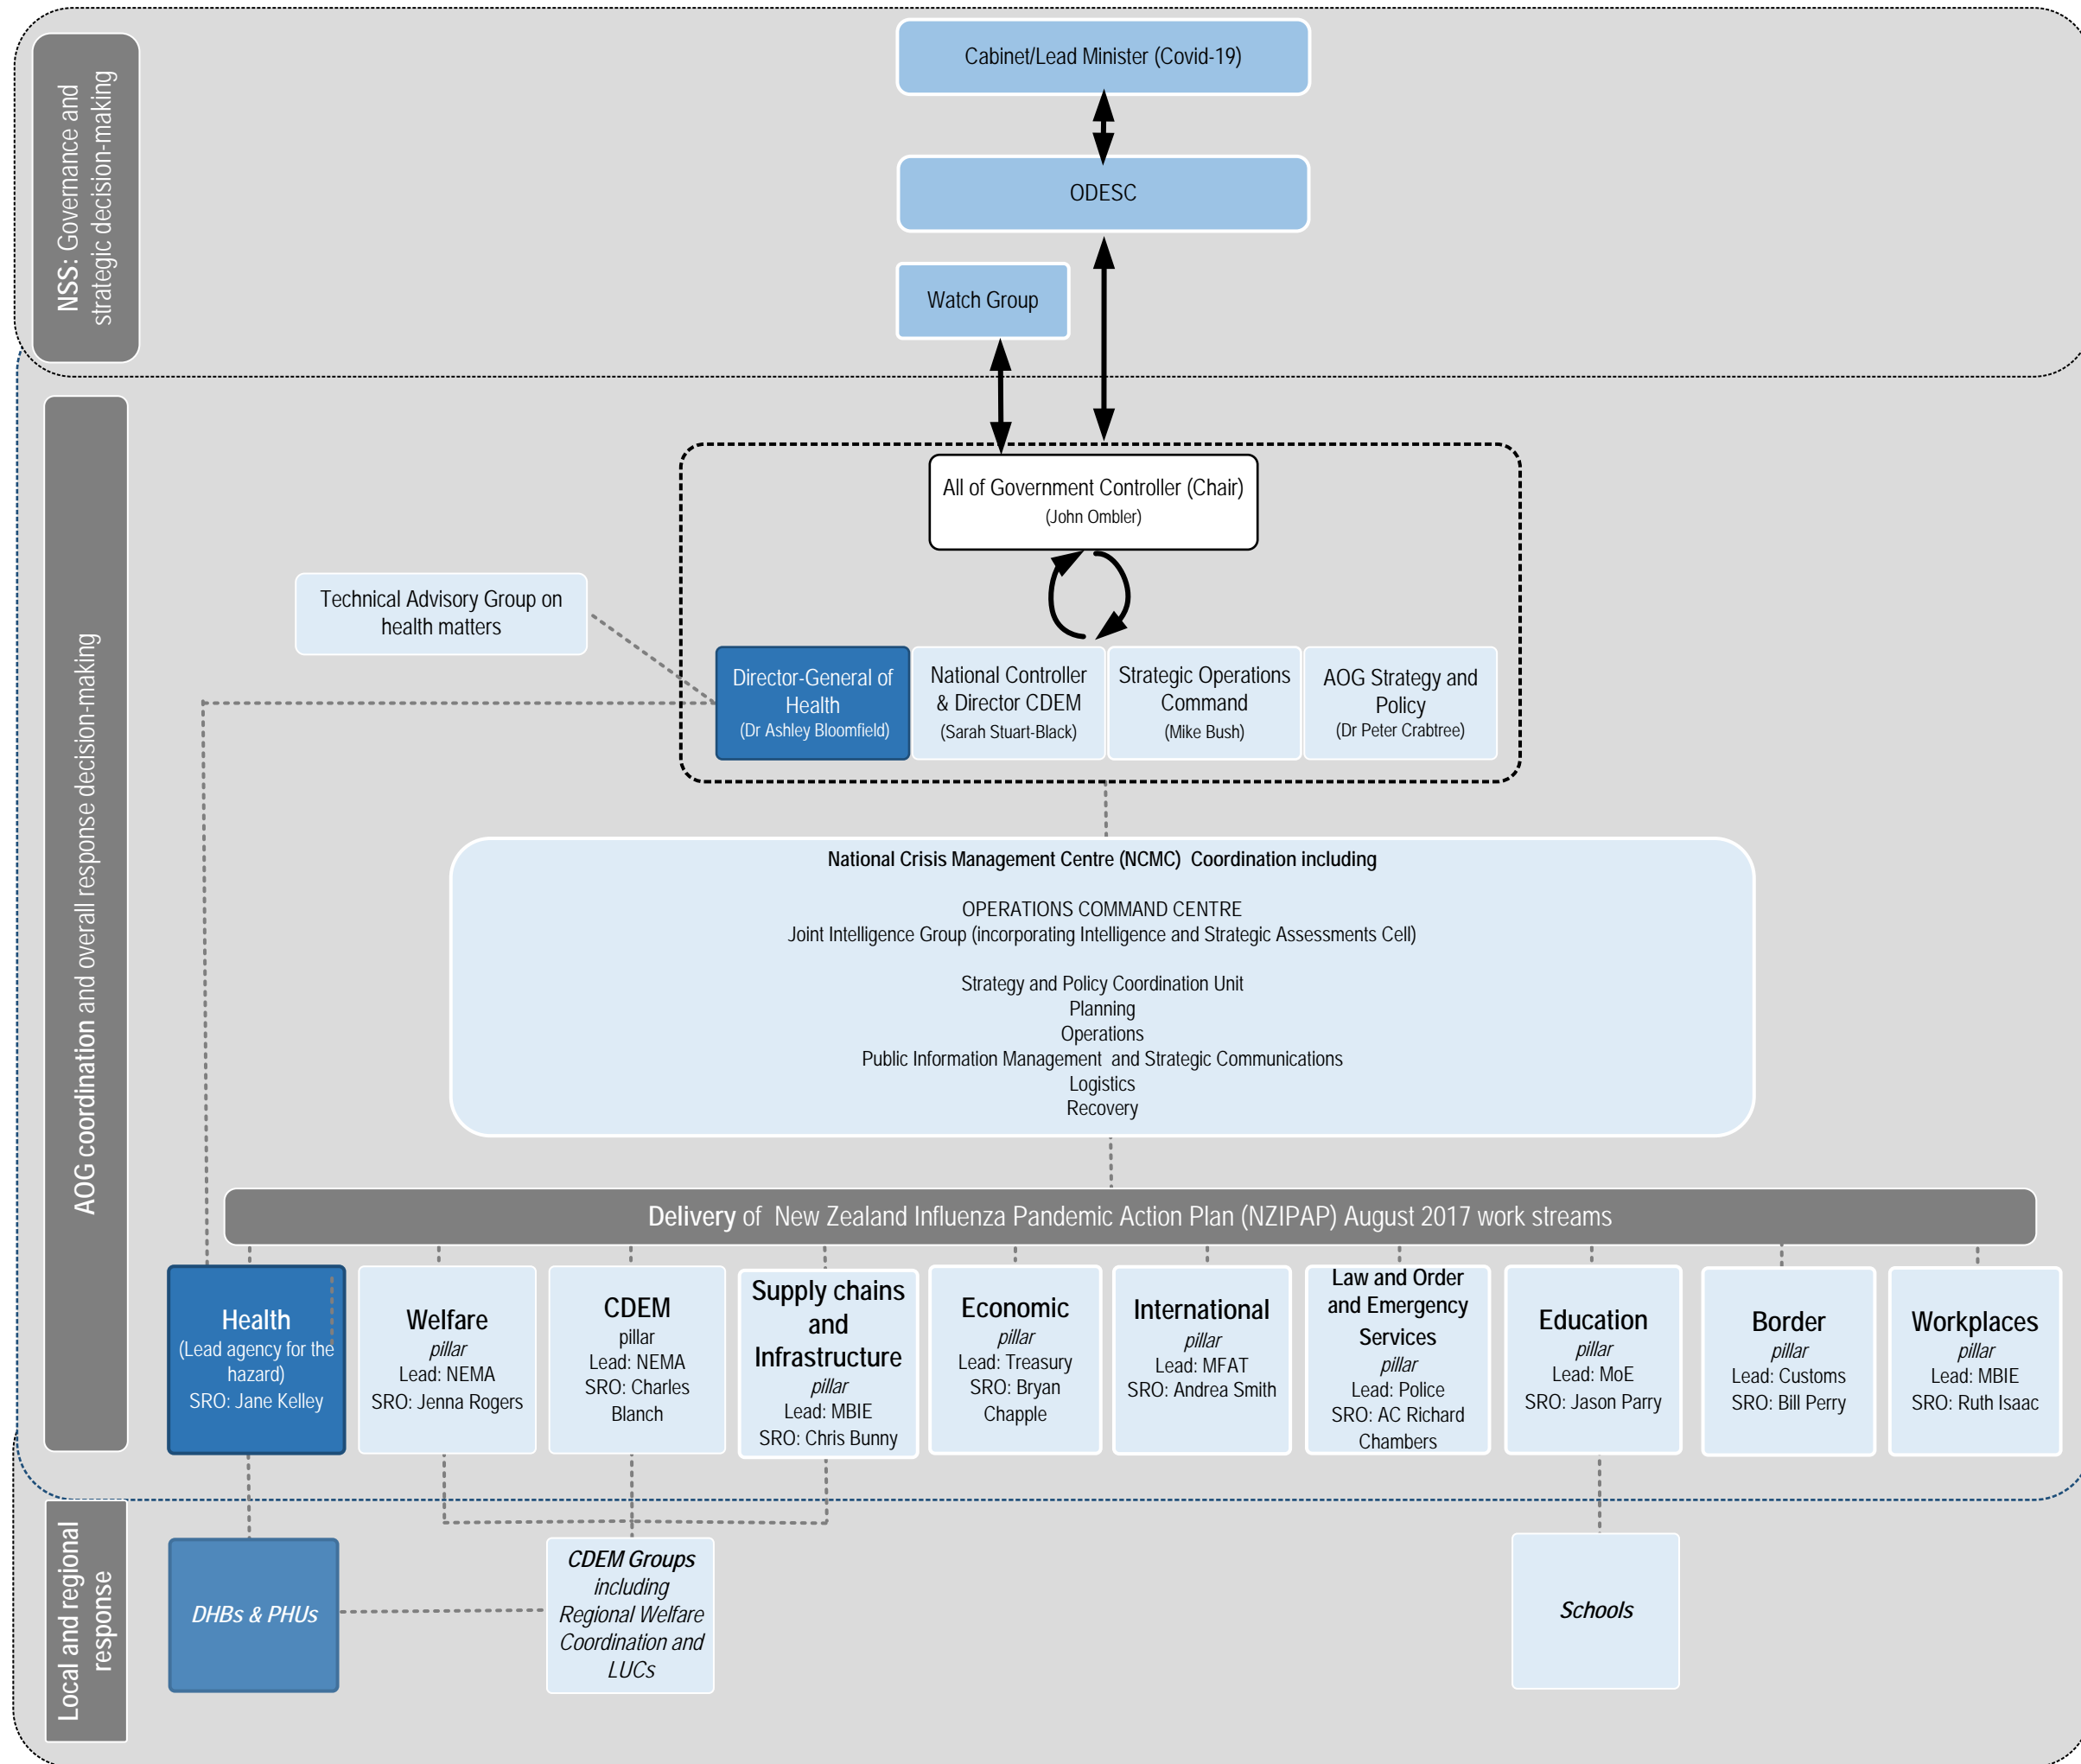 NSS: Governance and
strategic decision-making
Cabinet/Lead Minister (Covid-19)
ODESC
Watch Group
AOG coordination and overall response decision-making
All of Government Controller (Chair)
(John Ombler)
Technical Advisory Group on
health matters
Director-General of
Health
(Dr Ashley Bloomfield)
National Controller
& Director CDEM
(Sarah Stuart-Black)
Strategic Operations
Command
(Mike Bush)
AOG Strategy and
Policy
(Dr Peter Crabtree)
National Crisis Management Centre (NCMC) Coordination including
OPERATIONS COMMAND CENTRE
Joint Intelligence Group (incorporating Intelligence and Strategic Assessments Cell)
Strategy and Policy Coordination Unit
Planning
Operations
Public Information Management and Strategic Communications
Logistics
Recovery
Delivery of New Zealand Influenza Pandemic Action Plan (NZIPAP) August 2017 work streams
Health
(Lead agency for the
hazard)
SRO: Jane Kelley
Welfare
pillar
Lead: NEMA
SRO: Jenna Rogers
CDEM
pillar
Lead: NEMA
SRO: Charles
Blanch
Supply chains
and
Infrastructure
pillar
Lead: MBIE
SRO: Chris Bunny
Economic
pillar
Lead: Treasury
SRO: Bryan
Chapple
International
pillar
Lead: MFAT
SRO: Andrea Smith
Law and Order
and Emergency
Services
pillar
Lead: Police
SRO: AC Richard
Chambers
Education
pillar
Lead: MoE
SRO: Jason Parry
Border
pillar
Lead: Customs
SRO: Bill Perry
Workplaces
pillar
Lead: MBIE
SRO: Ruth Isaac
Local and regional
response
DHBs & PHUs
CDEM Groups
including
Regional Welfare
Coordination and
LUCs
Schools